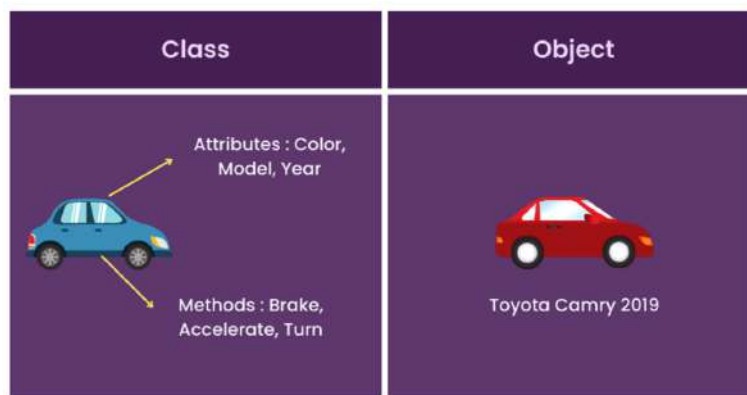 Class
Object
Attributes : Color,
Model, Year
Methods : Brake,
Accelerate, Turn
Toyota Camry 2019